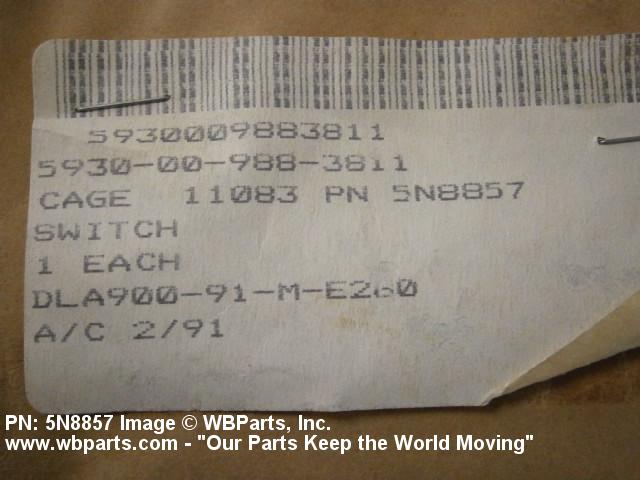 5930009883811
5930-00-988-3811
CAGE 11083 PN 5N8857
SWITCH
1 EACH
DLA900-91-M-E260
A/C 2/91
PN: 5N8857 Image © WBParts, Inc.
www.wbparts.com - "Our Parts Keep the World Moving"